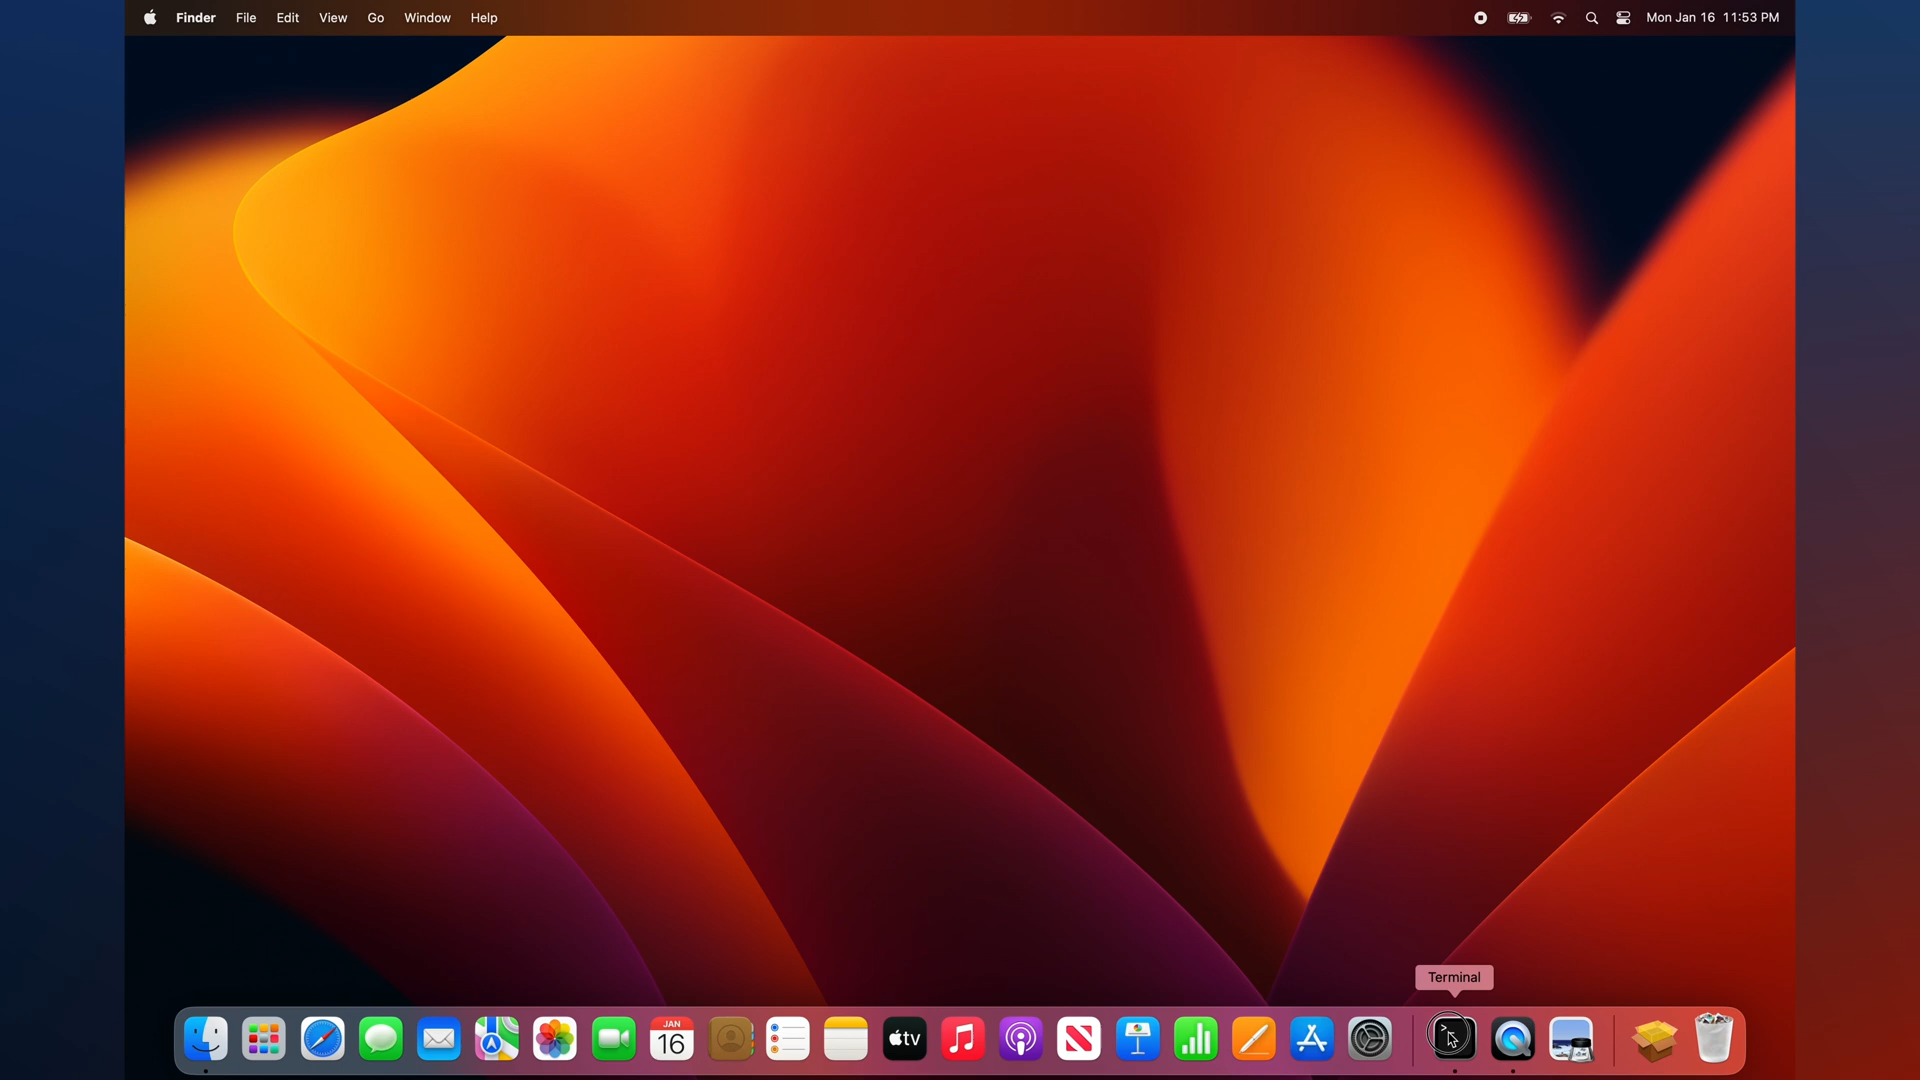 Finder File Edit View Go Window Help Mon Jan 16 11:53 PM
Terminal
JAN
16
tv
>_